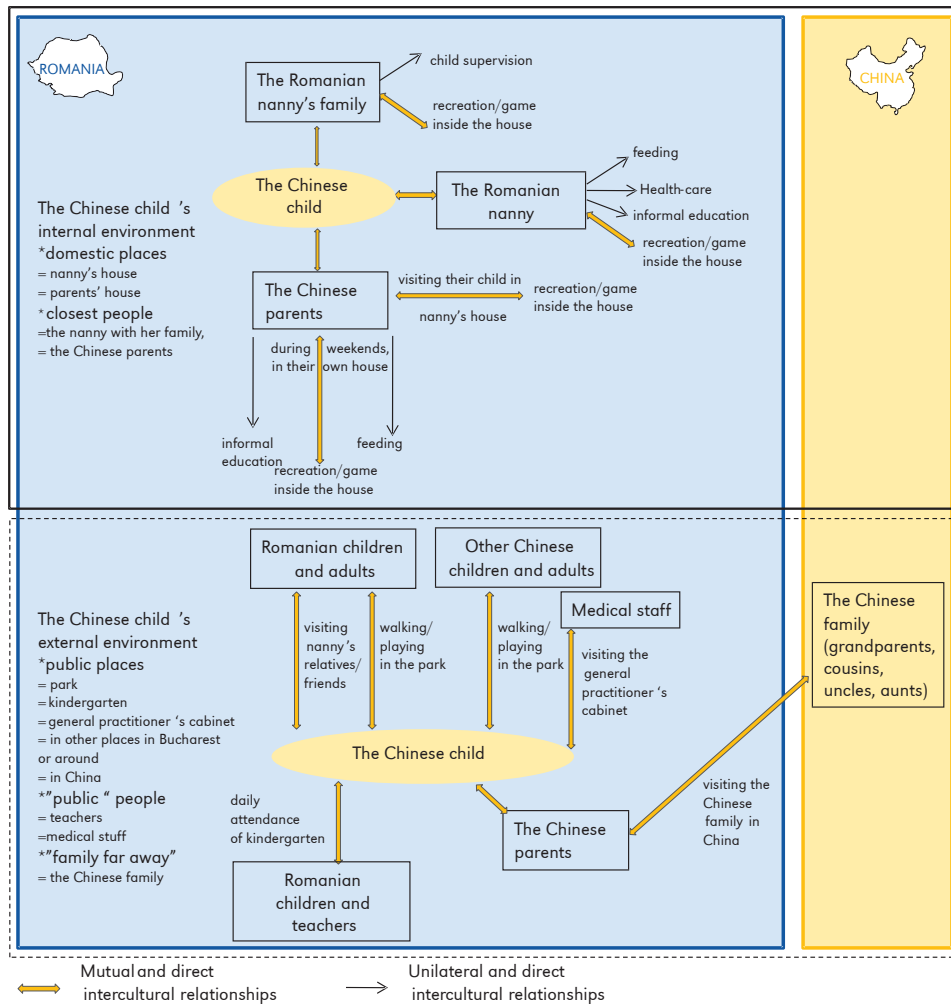 ROMANIA
CHINA
The Romanian
nanny's family
child supervision
recreation/game
inside the house
The Chinese
child
The Romanian
nanny
feeding
Health-care
informal education
recreation/game
inside the house
The Chinese child 's
internal environment
*domestic places
= nanny's house
= parents' house
*closest people
=the nanny with her family,
= the Chinese parents
The Chinese
parents
visiting their child in
nanny's house
recreation/game
inside the house
during weekends,
in their own house
informal
education
feeding
recreation/game
inside the house
Romanian children
and adults
Other Chinese
children and adults
Medical staff
The Chinese
family
(grandparents,
cousins,
uncles, aunts)
The Chinese child 's
external environment
*public places
= park
=kindergarten
=general practitioner 's cabinet
= in other places in Bucharest
or around
= in China
*"public " people
= teachers
=medical stuff
*"family far away"
= the Chinese family
visiting
nanny's
relatives/
friends
walking/
playing
in the park
walking/
playing
in the park
visiting the
general
practitioner 's
cabinet
The Chinese child
daily
attendance
of kindergarten
The Chinese
parents
visiting the
Chinese
family in
China
Romanian
children and
teachers
Mutual and direct
intercultural relationships
Unilateral and direct
intercultural relationships